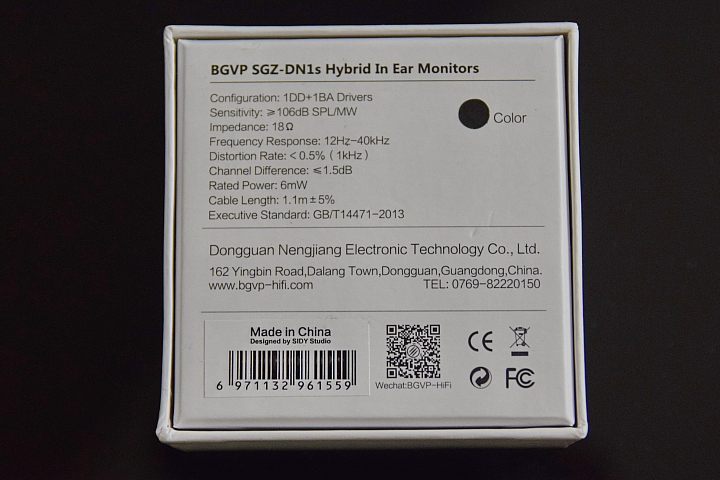 BGVP SGZ-DN1s Hybrid In Ear Monitors
Configuration: 1DD+1BA Drivers
Sensitivity: ⩾106dB SPL/MW
Impedance: 18Ω
Frequency Response: 12Hz-40kHz
Distortion Rate: < 0.5% ( 1kHz )
Channel Difference: ⩽1.5dB
Rated Power: 6mW
Cable Length: 1.1m±5%
Executive Standard: GB/T14471-2013
Color
Dongguan Nengjiang Electronic Technology Co., Ltd.
162 Yingbin Road,Dalang Town,Dongguan,Guangdong,China.
www.bgvp-hifi.com TEL: 0769-82220150
Made in China
Designed by SIDY Studio
6 971132 961559
Wechat:BGVP-HiFi
CE
FC